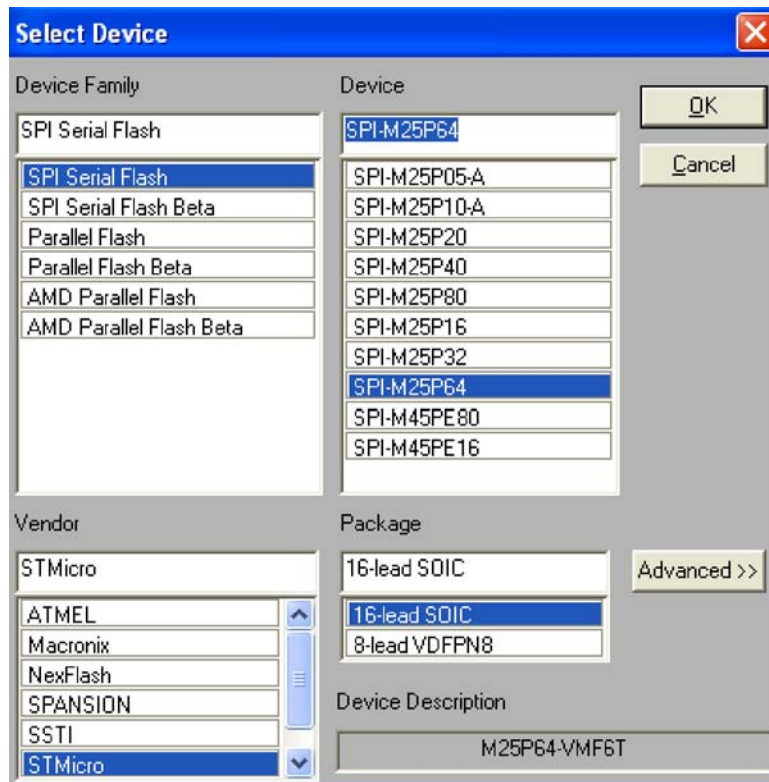 Select Device
Device Family
SPI Serial Flash
SPI Serial Flash
SPI Serial Flash Beta
Parallel Flash
Parallel Flash Beta
AMD Parallel Flash
AMD Parallel Flash Beta
Device
SPI-M25P64
SPI-M25P05-A
SPI-M25P10-A
SPI-M25P20
SPI-M25P40
SPI-M25P80
SPI-M25P16
SPI-M25P32
SPI-M25P64
SPI-M45PE80
SPI-M45PE16
OK
Cancel
Vendor
STMicro
ATMEL
Macronix
NexFlash
SPANSION
SSTI
STMicro
Package
16-lead SOIC
16-lead SOIC
8-lead VDFPN8
Advanced >>
Device Description
M25P64-VMF6T